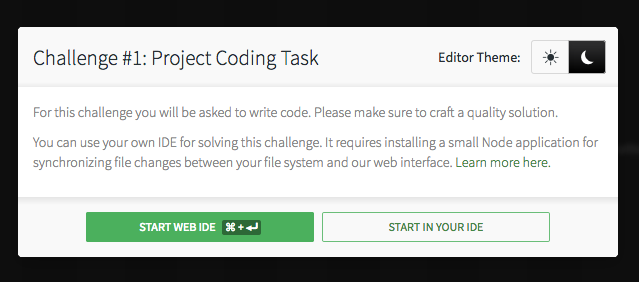 Challenge #1: Project Coding Task
Editor Theme:
For this challenge you will be asked to write code. Please make sure to craft a quality solution.
You can use your own IDE for solving this challenge. It requires installing a small Node application for
synchronizing file changes between your file system and our web interface. Learn more here.
START WEB IDE ⌘ + ↵
START IN YOUR IDE